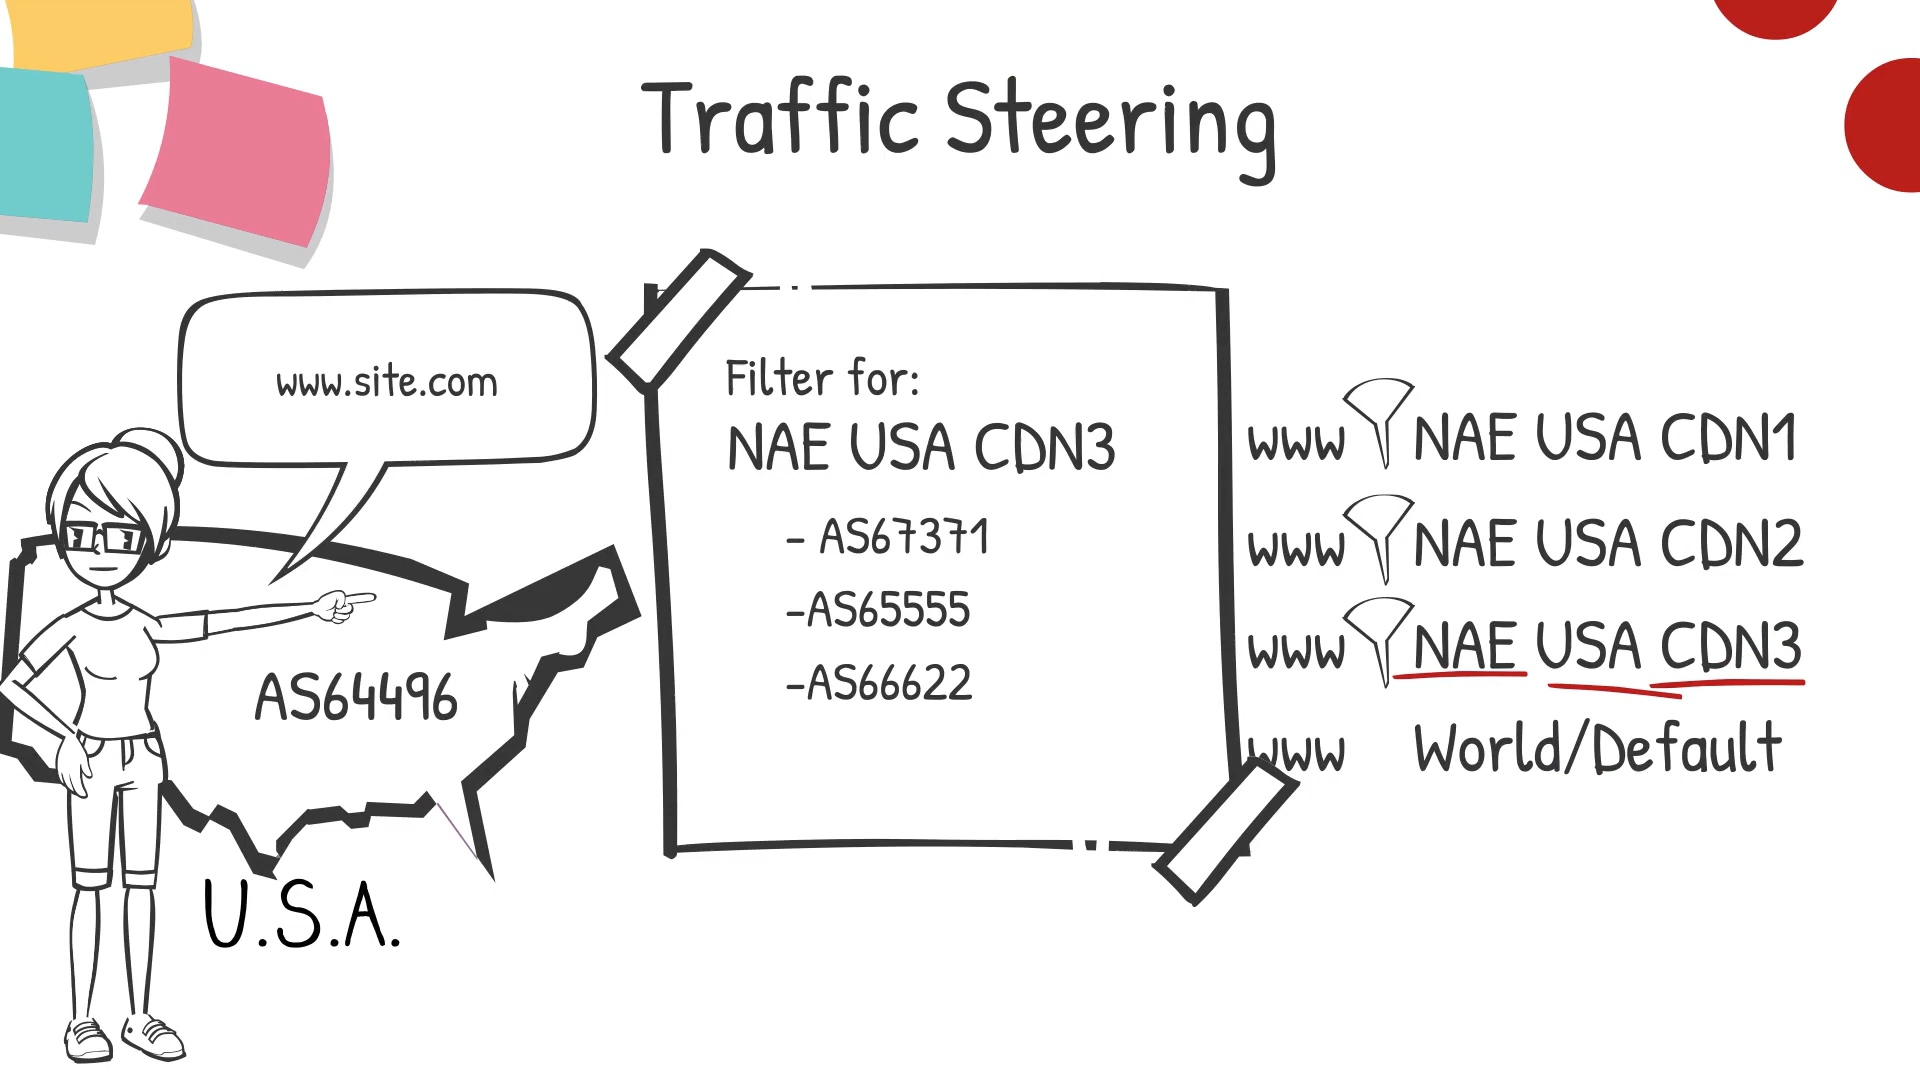 Traffic Steering
www.site.com
AS64496
U.S.A.
Filter for:
NAE USA CDN3
- AS67371
-AS65555
-AS66622
www NAE USA CDN1
www NAE USA CDN2
www NAE USA CDN3
www World/Default